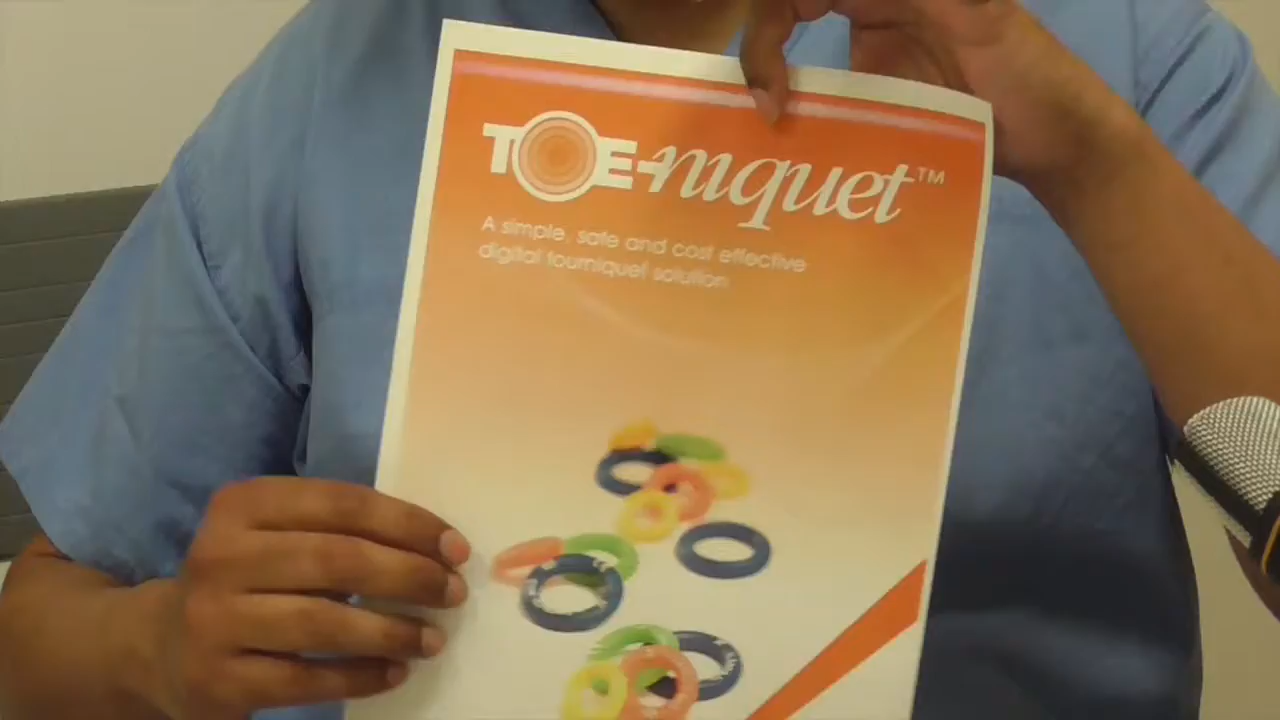 TOE-niquet™
A simple, safe and cost effective
digital tourniquet solution